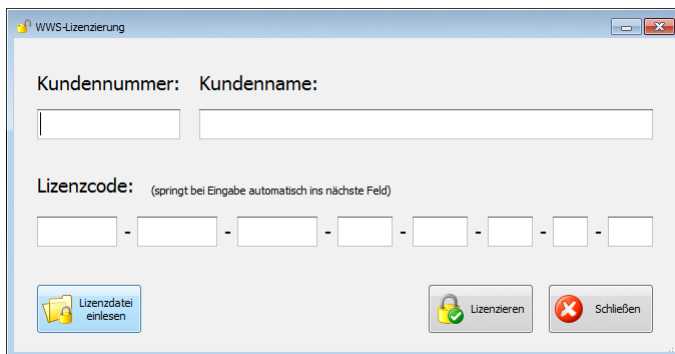 WWS-Lizenzierung
Kundennummer: Kundenname:
Lizenzcode: (springt bei Eingabe automatisch ins nächste Feld)
- - - - - - -
Lizenzdatei
einlesen
Lizenzieren
Schließen